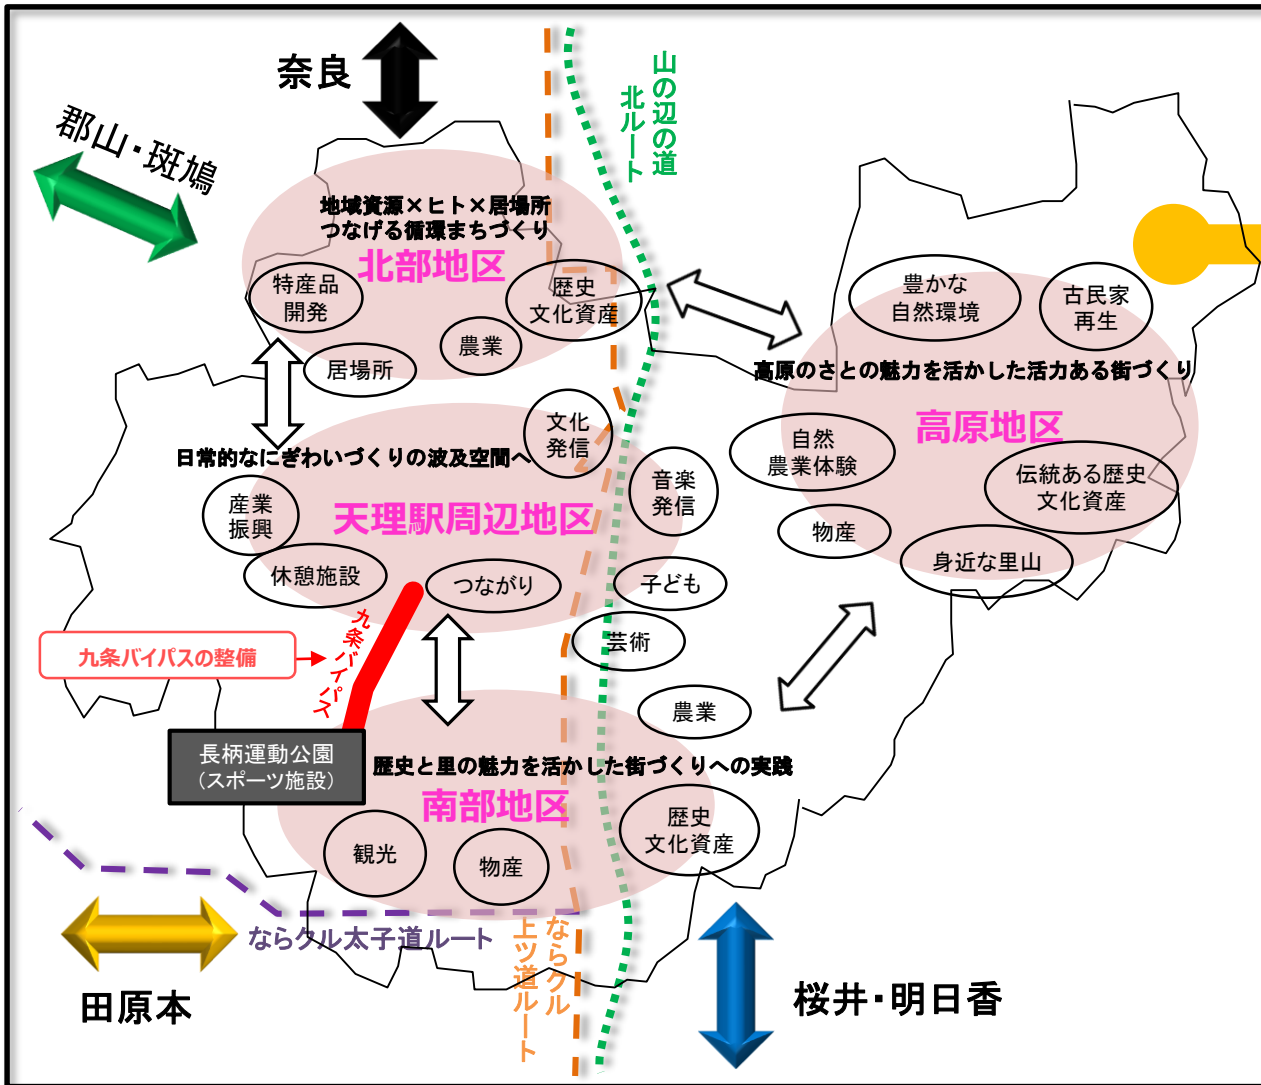 奈良
郡山・斑鳩
山の辺の道
北ルート
地域資源×ヒト×居場所
つなげる循環まちづくり
北部地区
特産品
開発
歴史
文化資産
農業
居場所
豊かな
自然環境
古民家
再生
高原のさとの魅力を活かした活力ある街づくり
高原地区
自然
農業体験
伝統ある歴史
文化資産
物産
身近な里山
文化
発信
日常的なにぎわいづくりの波及空間へ
音楽
発信
産業
振興
天理駅周辺地区
休憩施設
つながり
子ども
芸術
九条バイパスの整備
九条バイパス
農業
長柄運動公園
（スポーツ施設）
歴史と里の魅力を活かした街づくりへの実践
南部地区
歴史
文化資産
観光
物産
ならクル太子道ルート
ならクル
上ツ道ルート
田原本
桜井・明日香